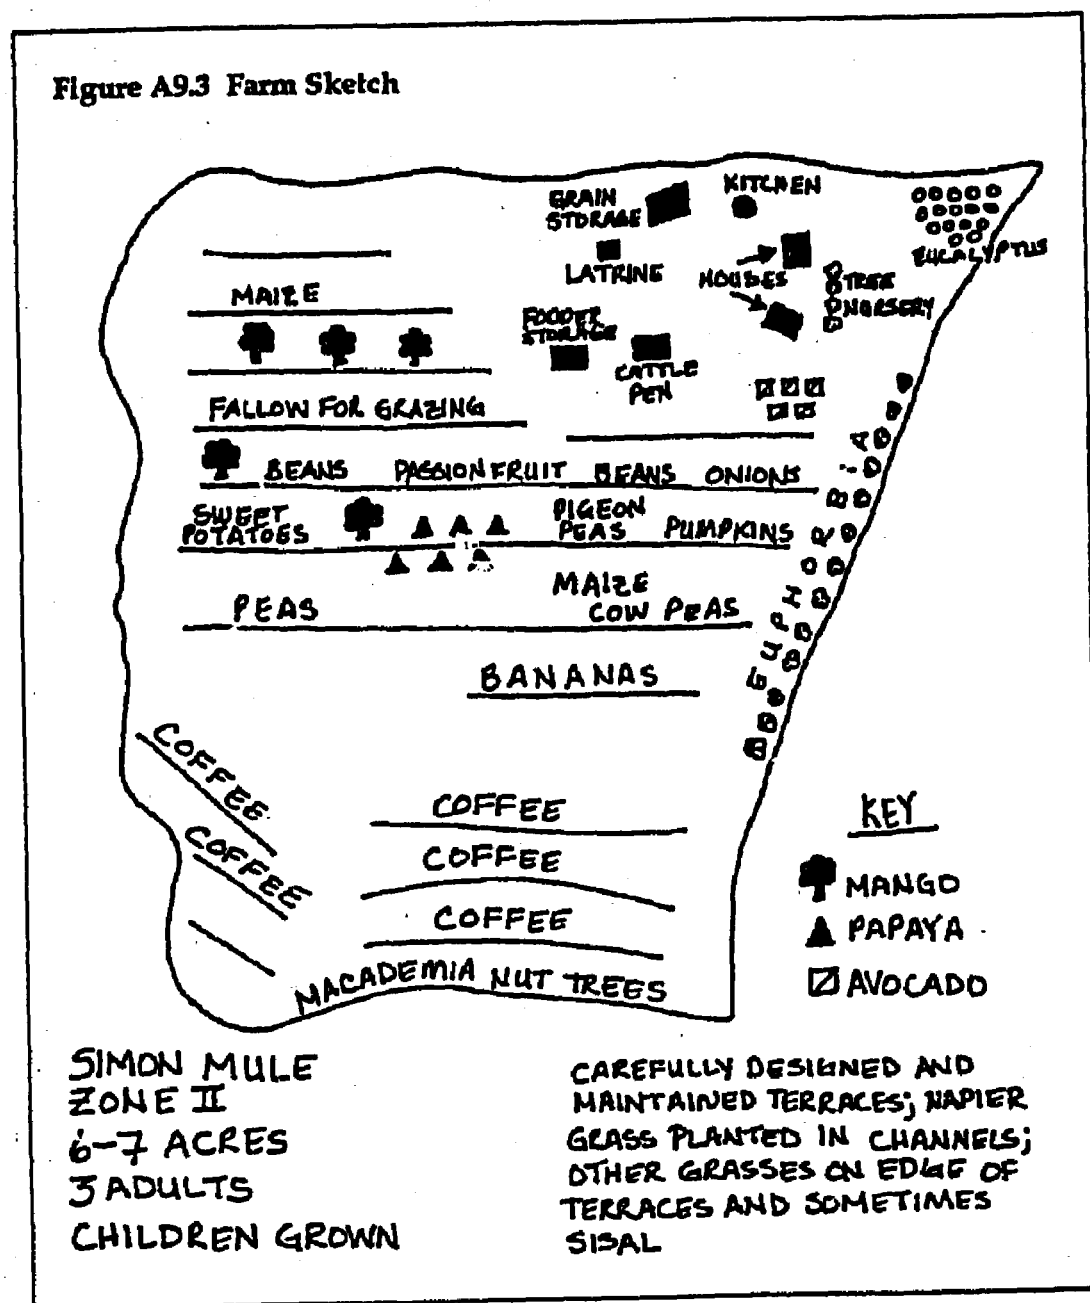 Figure A9.3 Farm Sketch
GRAIN
STORAGE
KITCHEN
LATRINE
HOUSES
EUCALYPTUS
TREE
NURSERY
MAIZE
FODDER
STORAGE
CATTLE
PEN
FALLOW FOR GRAZING
BEANS PASSION FRUIT BEANS ONIONS
SWEET
POTATOES
PIGEON
PEAS
PUMPKINS
PEAS
MAIZE
COW PEAS
EUPHORBIA
BANANAS
COFFEE
COFFEE
COFFEE
COFFEE
COFFEE
MACADEMIA NUT TREES
KEY
MANGO
PAPAYA
AVOCADO
SIMON MULE
ZONE II
6-7 ACRES
3 ADULTS
CHILDREN GROWN
CAREFULLY DESIGNED AND
MAINTAINED TERRACES; NAPIER
GRASS PLANTED IN CHANNELS;
OTHER GRASSES ON EDGE OF
TERRACES AND SOMETIMES
SISAL